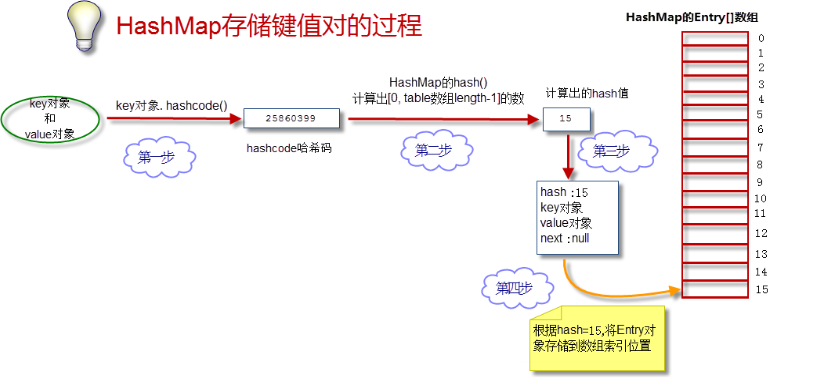 HashMap存储键值对的过程
HashMap的Entry[]数组
key对象
和
value对象
key对象. hashcode()
第一步
25860399
hashcode哈希码
HashMap的hash()
计算出[0, table数组length-1]的数
第二步
计算出的hash值
15
第三步
hash :15
key对象
value对象
next :null
第四步
根据hash=15,将Entry对
象存储到数组索引位置
0
1
2
3
4
5
6
7
8
9
10
11
12
13
14
15